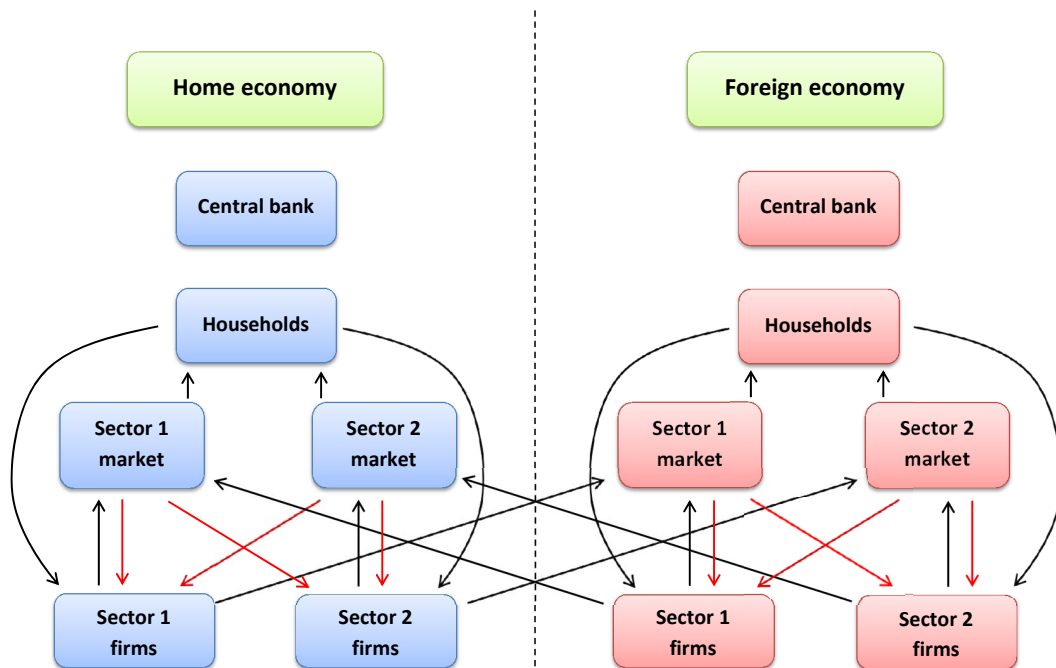 Home economy
Foreign economy
Central bank
Central bank
Households
Households
Sector 1
market
Sector 2
market
Sector 1
market
Sector 2
market
Sector 1
firms
Sector 2
firms
Sector 1
firms
Sector 2
firms